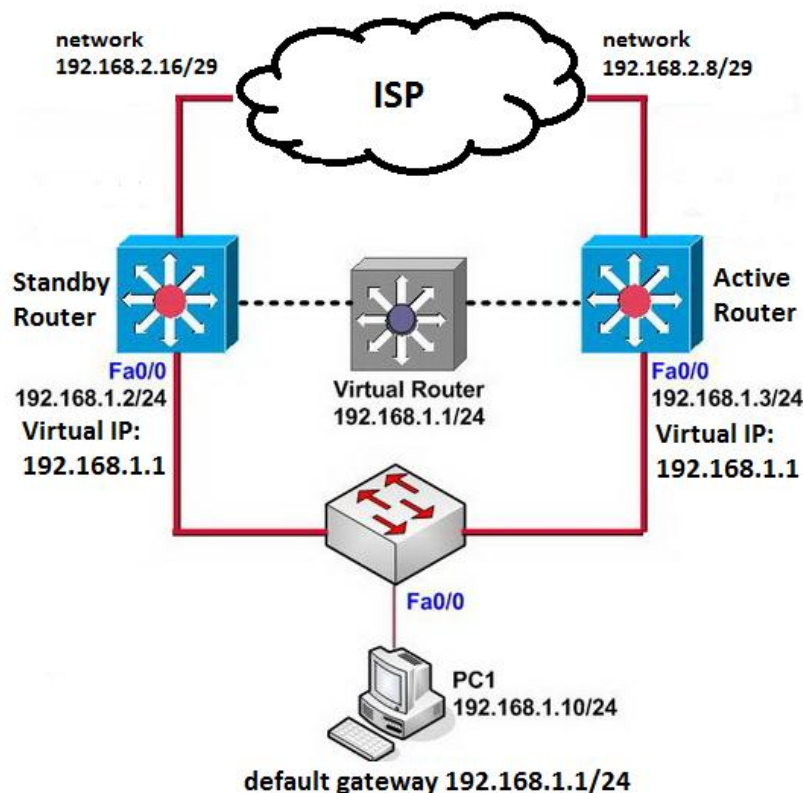 network
192.168.2.16/29
network
192.168.2.8/29
ISP
Standby
Router
Active
Router
Fa0/0
192.168.1.2/24
Virtual IP:
192.168.1.1
Virtual Router
192.168.1.1/24
Fa0/0
192.168.1.3/24
Virtual IP:
192.168.1.1
Fa0/0
PC1
192.168.1.10/24
default gateway 192.168.1.1/24